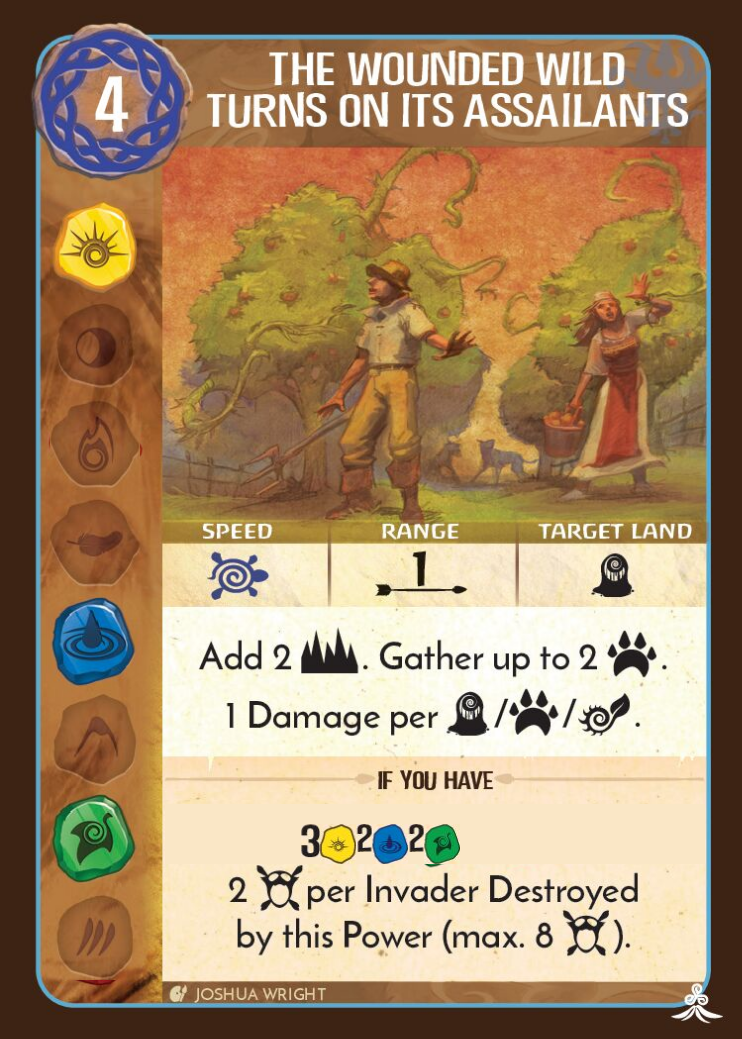 4
THE WOUNDED WILD
TURNS ON ITS ASSAILANTS
SPEED RANGE TARGET LAND
1
Add 2 . Gather up to 2 .
1 Damage per / / .
IF YOU HAVE
3 2 2
2 per Invader Destroyed
by this Power (max. 8 ).
JOSHUA WRIGHT